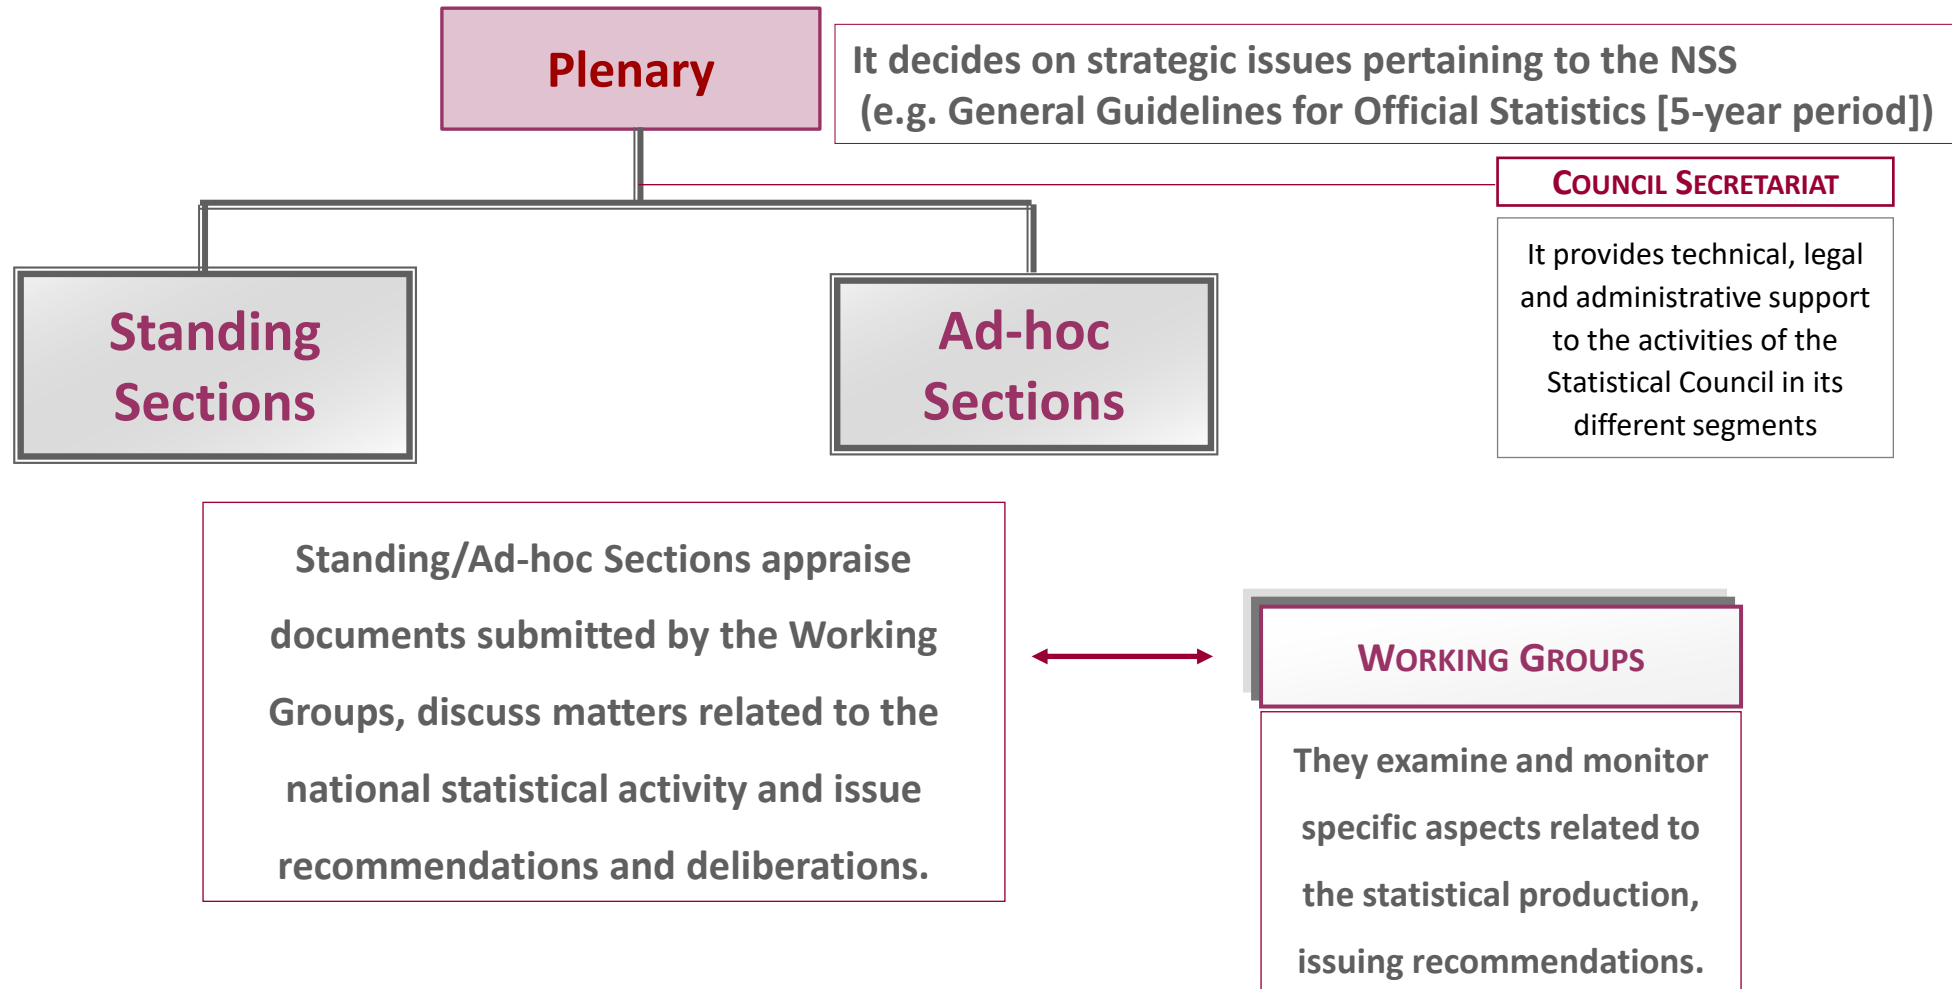 Plenary
It decides on strategic issues pertaining to the NSS
(e.g. General Guidelines for Official Statistics [5-year period])
COUNCIL SECRETARIAT
It provides technical, legal
and administrative support
to the activities of the
Statistical Council in its
different segments
Standing
Sections
Ad-hoc
Sections
Standing/Ad-hoc Sections appraise
documents submitted by the Working
Groups, discuss matters related to the
national statistical activity and issue
recommendations and deliberations.
WORKING GROUPS
They examine and monitor
specific aspects related to
the statistical production,
issuing recommendations.